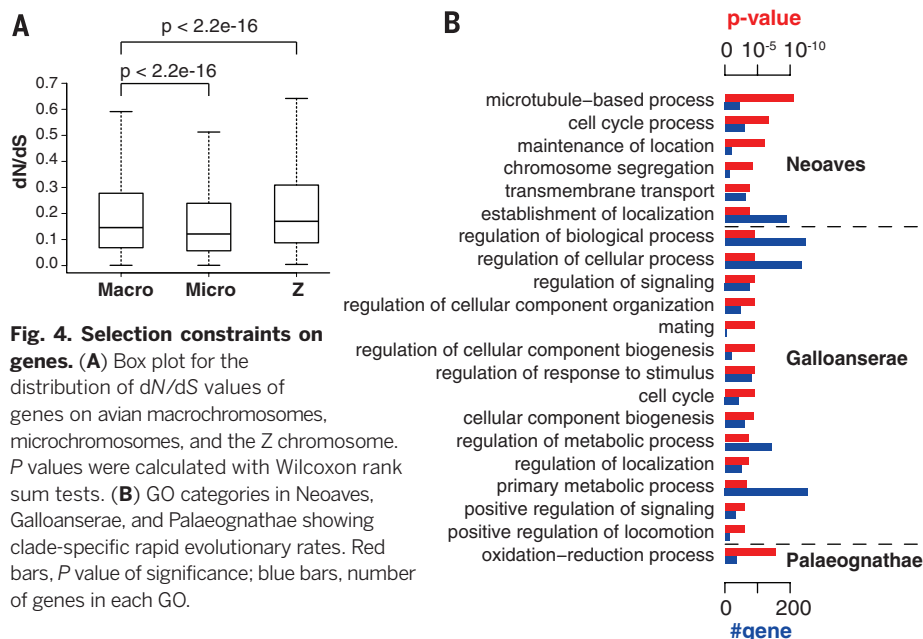 A
p < 2.2e-16
p < 2.2e-16
dN/dS
0.7
0.6
0.5
0.4
0.3
0.2
0.1
0.0
Macro
Micro
Z
Fig. 4. Selection constraints on
genes. (A) Box plot for the
distribution of dN/dS values of
genes on avian macrochromosomes,
microchromosomes, and the Z chromosome.
P values were calculated with Wilcoxon rank
sum tests. (B) GO categories in Neoaves,
Galloanserae, and Palaeognathae showing
clade-specific rapid evolutionary rates. Red
bars, P value of significance; blue bars, number
of genes in each GO.
B
p-value
0 10⁻⁵ 10⁻¹⁰
microtubule−based process
cell cycle process
maintenance of location
chromosome segregation
transmembrane transport
establishment of localization
Neoaves
regulation of biological process
regulation of cellular process
regulation of signaling
regulation of cellular component organization
mating
regulation of cellular component biogenesis
regulation of response to stimulus
cell cycle
cellular component biogenesis
regulation of metabolic process
regulation of localization
primary metabolic process
positive regulation of signaling
positive regulation of locomotion
Galloanserae
oxidation−reduction process
Palaeognathae
0 200
#gene